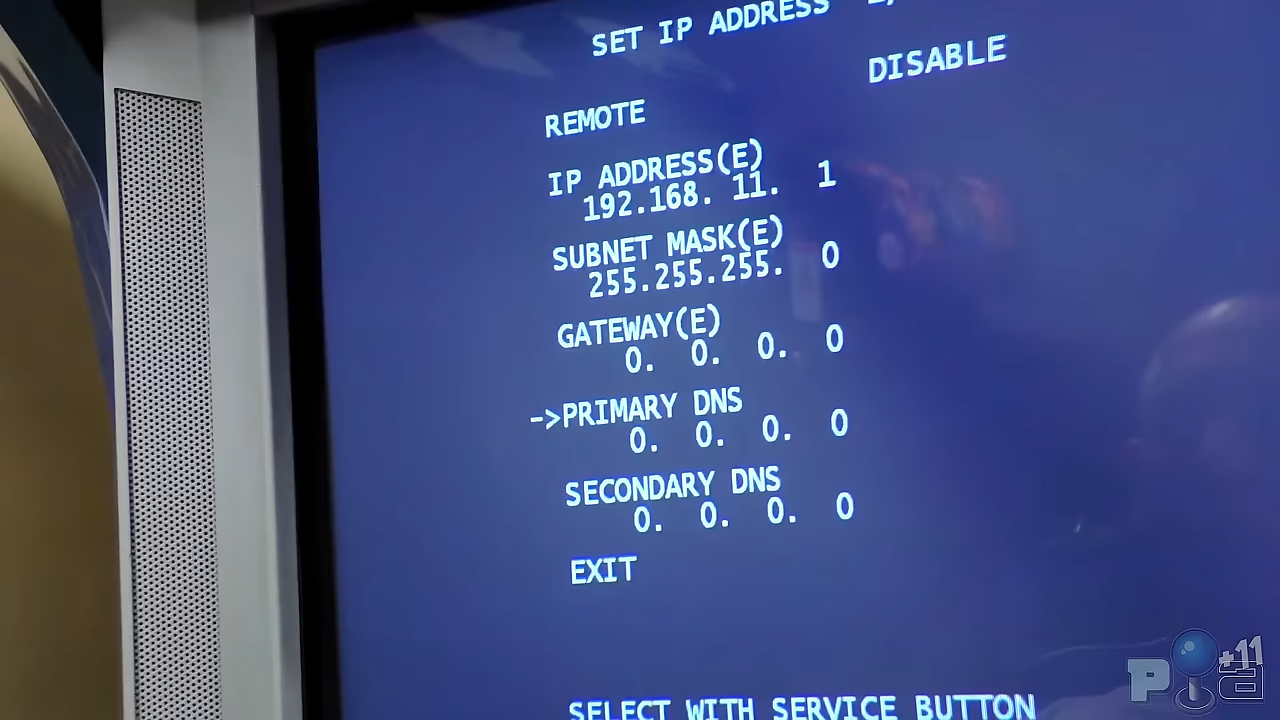 SET IP ADDRESS
DISABLE
REMOTE
IP ADDRESS(E)
192.168. 11. 1
SUBNET MASK(E)
255.255.255. 0
GATEWAY(E)
0. 0. 0. 0
->PRIMARY DNS
0. 0. 0. 0
SECONDARY DNS
0. 0. 0. 0
EXIT
SELECT WITH SERVICE BUTTON
+11